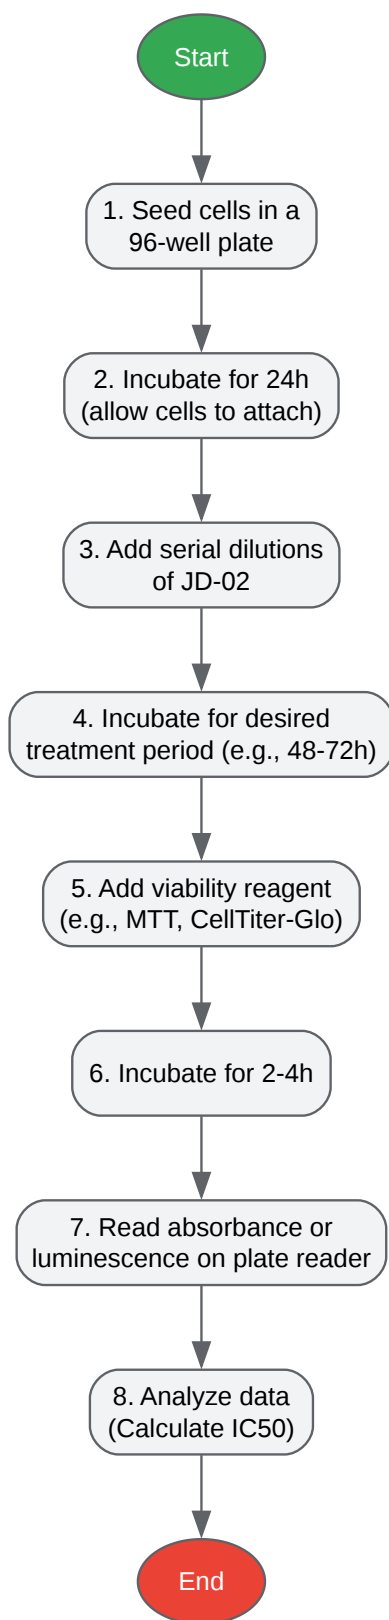 Start
1. Seed cells in a
96-well plate
2. Incubate for 24h
(allow cells to attach)
3. Add serial dilutions
of JD-02
4. Incubate for desired
treatment period (e.g., 48-72h)
5. Add viability reagent
(e.g., MTT, CellTiter-Glo)
6. Incubate for 2-4h
7. Read absorbance or
luminescence on plate reader
8. Analyze data
(Calculate IC50)
End